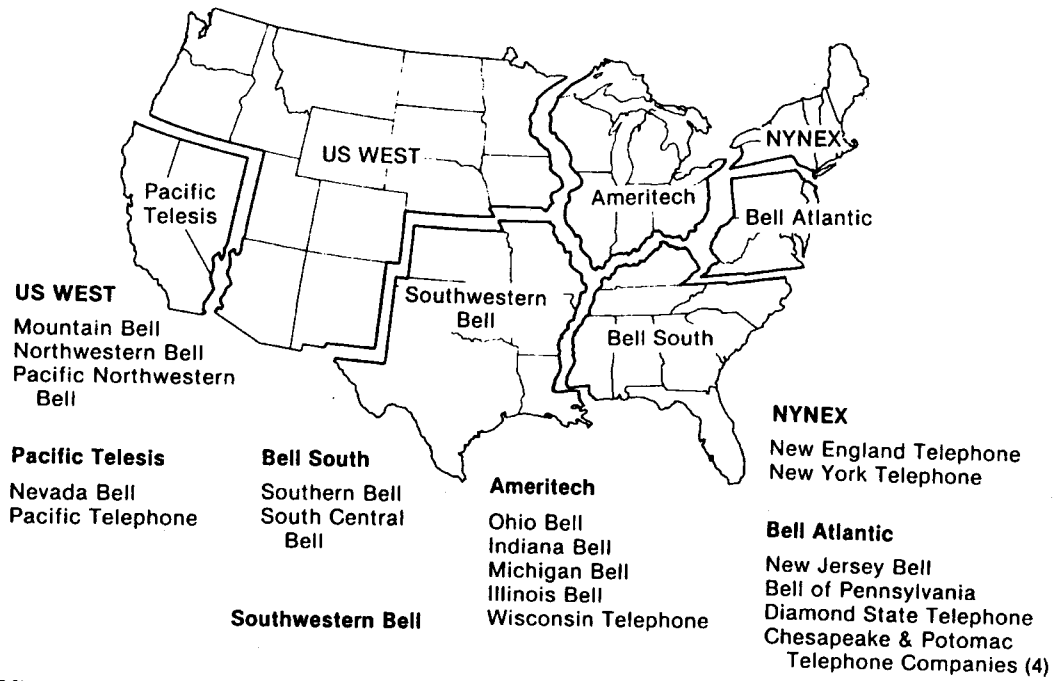 NYNEX
US WEST
Ameritech
Pacific
Telesis
Bell Atlantic
Southwestern
Bell
Bell South
US WEST
Mountain Bell
Northwestern Bell
Pacific Northwestern
Bell
Pacific Telesis
Nevada Bell
Pacific Telephone
Bell South
Southern Bell
South Central
Bell
Southwestern Bell
Ameritech
Ohio Bell
Indiana Bell
Michigan Bell
Illinois Bell
Wisconsin Telephone
NYNEX
New England Telephone
New York Telephone
Bell Atlantic
New Jersey Bell
Bell of Pennsylvania
Diamond State Telephone
Chesapeake & Potomac
Telephone Companies (4)